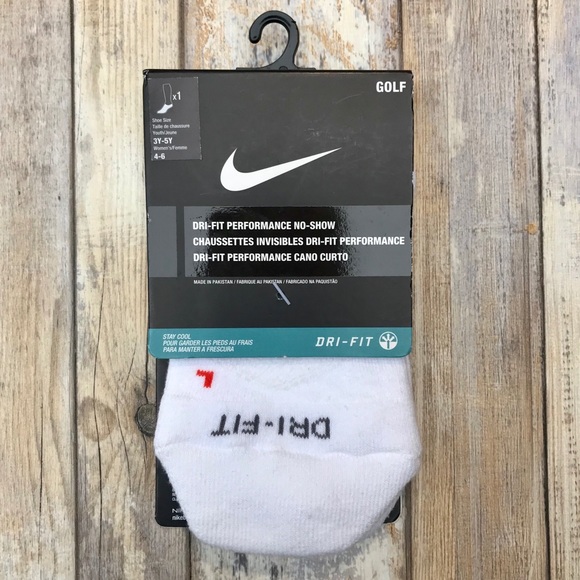 GOLF
x1
Shoe Size
Taille de chaussure
Youth/Jeune
3Y-5Y
Women's/Femme
4-6
DRI-FIT PERFORMANCE NO-SHOW
CHAUSSETTES INVISIBLES DRI-FIT PERFORMANCE
DRI-FIT PERFORMANCE CANO CURTO
MADE IN PAKISTAN / FABRIQUE AU PAKISTAN / FABRICADO NA PAQUISTÃO
STAY COOL
POUR GARDER LES PIEDS AU FRAIS
PARA MANTER A FRESCURA
DRI-FIT
L
DRI-FIT